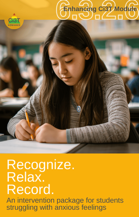 Enhancing CBT Module
Recognize.
Relax.
Record.
An intervention package for students
struggling with anxious feelings